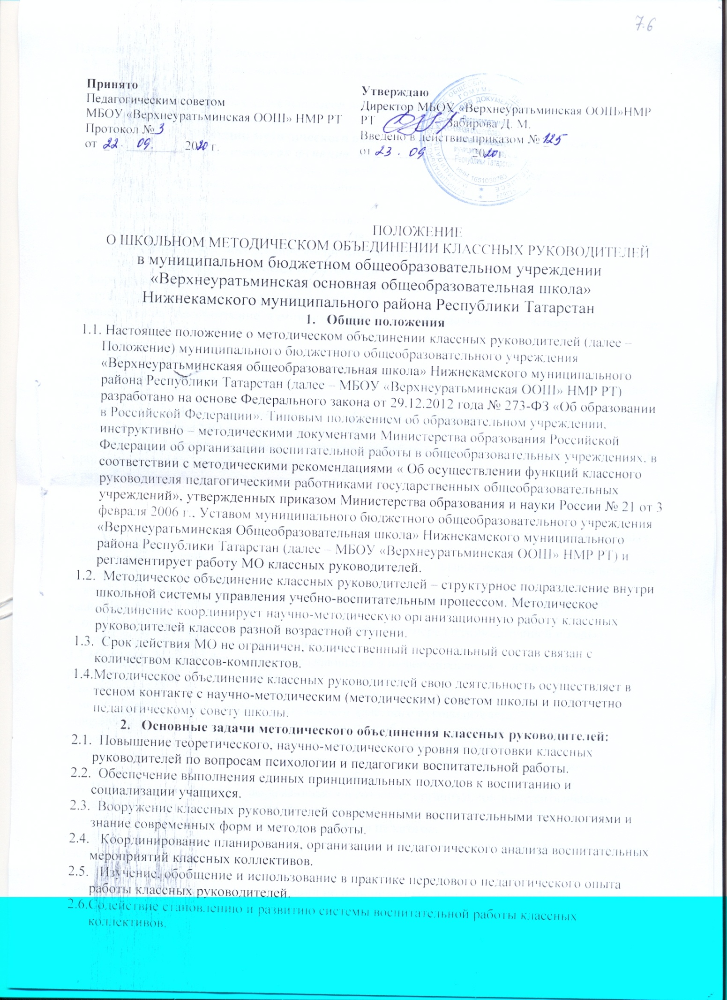 7.6
Принято
Педагогическим советом
МБОУ «Верхнеуратьминская ООШ» НМР РТ
Протокол № 3
от 22. 09. 2020 г.
Утверждаю
Директор МБОУ «Верхнеуратьминская ООШ»НМР
РТ Забирова Д. М.
Введено в действие приказом № 125
от 23. 09 2020 г
ИНН 1651030783
ПОЛОЖЕНИЕ
О ШКОЛЬНОМ МЕТОДИЧЕСКОМ ОБЪЕДИНЕНИИ КЛАССНЫХ РУКОВОДИТЕЛЕЙ
в муниципальном бюджетном общеобразовательном учреждении
«Верхнеуратьминская основная общеобразовательная школа»
Нижнекамского муниципального района Республики Татарстан
1. Общие положения
1.1. Настоящее положение о методическом объединении классных руководителей (далее –
Положение) муниципального бюджетного общеобразовательного учреждения
«Верхнеуратьминскаяя общеобразовательная школа» Нижнекамского муниципального
района Республики Татарстан (далее – МБОУ «Верхнеуратьминская ООШ» НМР РТ)
разработано на основе Федерального закона от 29.12.2012 года № 273-ФЗ «Об образовании
в Российской Федерации», Типовым положением об образовательном учреждении,
инструктивно – методическими документами Министерства образования Российской
Федерации об организации воспитательной работы в общеобразовательных учреждениях, в
соответствии с методическими рекомендациями « Об осуществлении функций классного
руководителя педагогическими работниками государственных общеобразовательных
учреждений», утвержденных приказом Министерства образования и науки России № 21 от 3
февраля 2006 г., Уставом муниципального бюджетного общеобразовательного учреждения
«Верхнеуратьминская Общеобразовательная школа» Нижнекамского муниципального
района Республики Татарстан (далее – МБОУ «Верхнеуратьминская ООШ» НМР РТ) и
регламентирует работу МО классных руководителей.
1.2. Методическое объединение классных руководителей – структурное подразделение внутри
школьной системы управления учебно-воспитательным процессом. Методическое
объединение координирует научно-методическую организационную работу классных
руководителей классов разной возрастной ступени.
1.3. Срок действия МО не ограничен, количественный персональный состав связан с
количеством классов-комплектов.
1.4.Методическое объединение классных руководителей свою деятельность осуществляет в
тесном контакте с научно-методическим (методическим) советом школы и подотчетно
педагогическому совету школы.
2. Основные задачи методического объединения классных руководителей:
2.1. Повышение теоретического, научно-методического уровня подготовки классных
руководителей по вопросам психологии и педагогики воспитательной работы.
2.2. Обеспечение выполнения единых принципиальных подходов к воспитанию и
социализации учащихся.
2.3. Вооружение классных руководителей современными воспитательными технологиями и
знание современных форм и методов работы.
2.4. Координирование планирования, организации и педагогического анализа воспитательных
мероприятий классных коллективов.
2.5. Изучение, обобщение и использование в практике передового педагогического опыта
работы классных руководителей.
2.6.Содействие становлению и развитию системы воспитательной работы классных
коллективов.